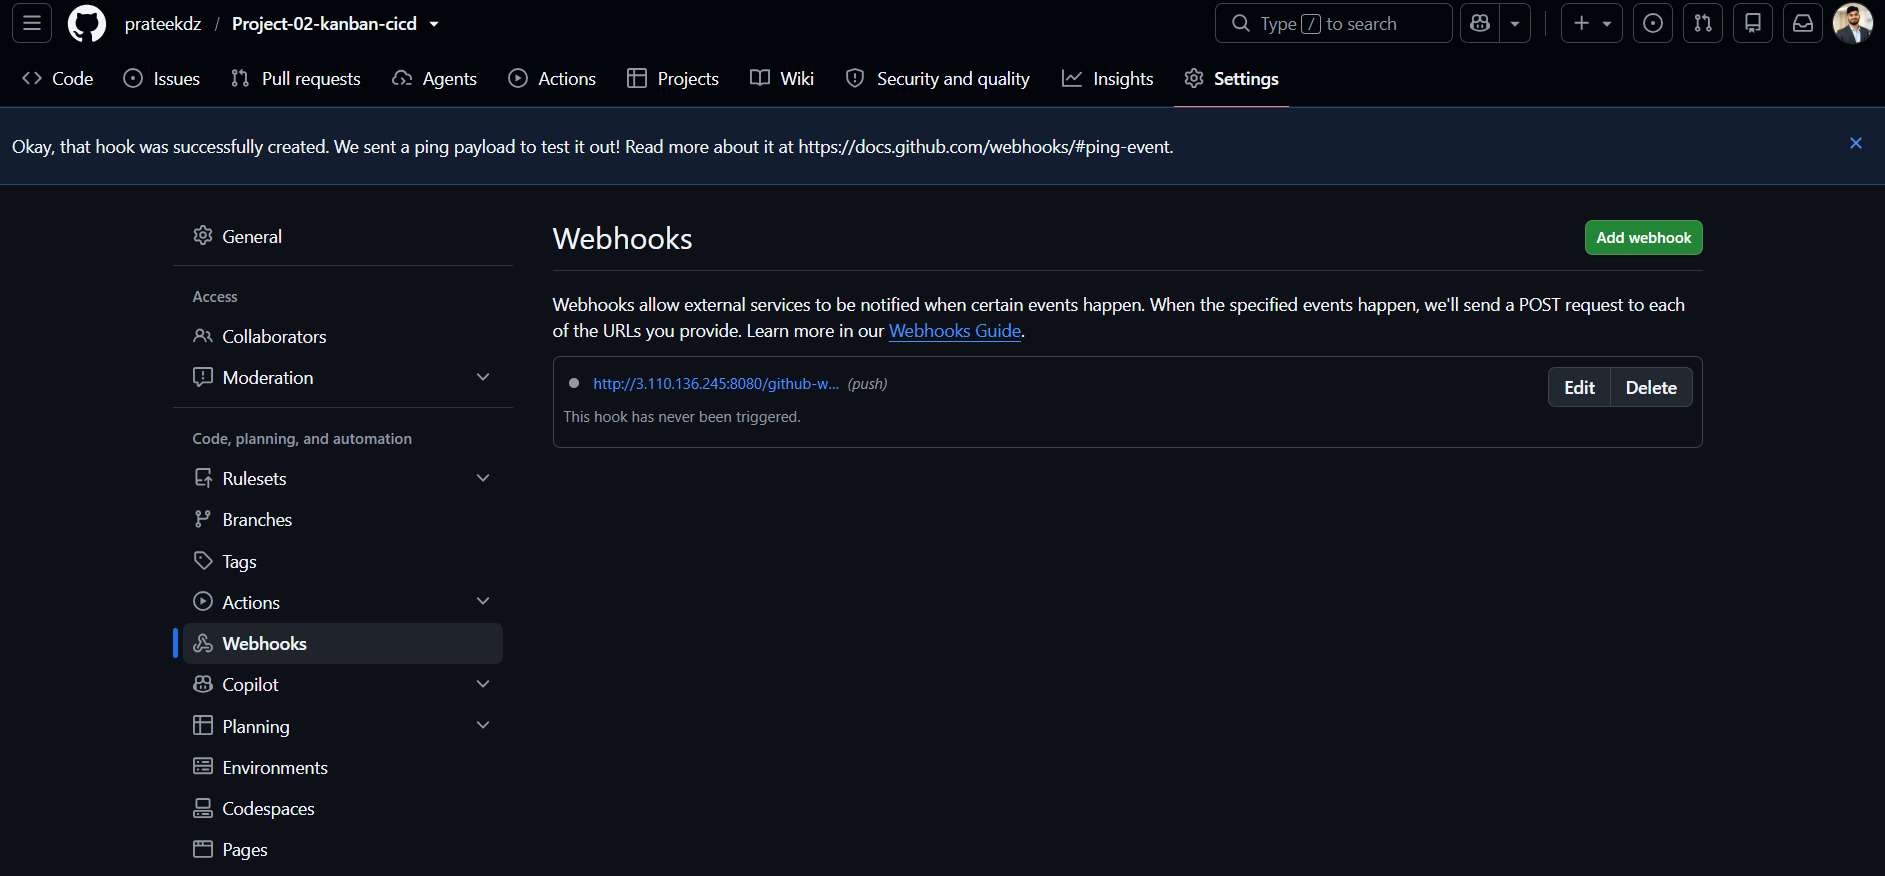 prateekdz / Project-02-kanban-cicd
Type / to search
Code
Issues
Pull requests
Agents
Actions
Projects
Wiki
Security and quality
Insights
Settings
Okay, that hook was successfully created. We sent a ping payload to test it out! Read more about it at https://docs.github.com/webhooks/#ping-event.
General
Access
Collaborators
Moderation
Code, planning, and automation
Rulesets
Branches
Tags
Actions
Webhooks
Copilot
Planning
Environments
Codespaces
Pages
Webhooks
Add webhook
Webhooks allow external services to be notified when certain events happen. When the specified events happen, we'll send a POST request to each
of the URLs you provide. Learn more in our Webhooks Guide.
http://3.110.136.245:8080/github-w... (push)
Edit
Delete
This hook has never been triggered.